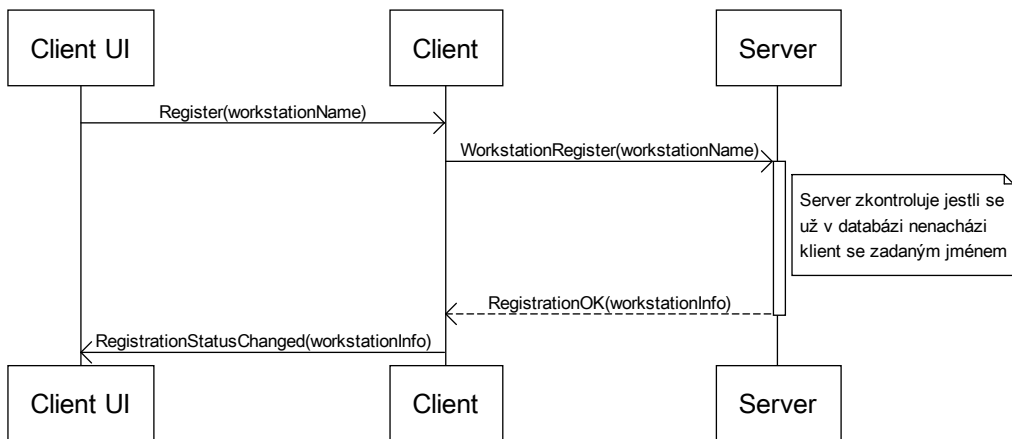 Client UI
Client
Server
Register(workstationName)
WorkstationRegister(workstationName)
Server zkontroluje jestli se
už v databázi nenachází
klient se zadaným jménem
RegistrationOK(workstationInfo)
RegistrationStatusChanged(workstationInfo)
Client UI
Client
Server